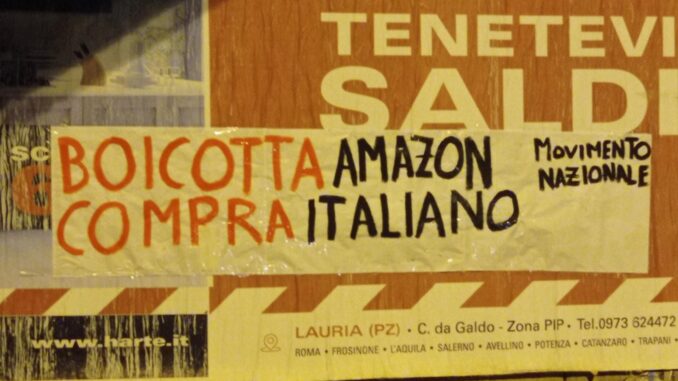 TENETEVI
SALDI
BOICOTTA AMAZON
COMPRA ITALIANO
MOVIMENTO
NAZIONALE
www.harte.it
LAURIA (PZ) • C. da Galdo - Zona PIP • Tel.0973 624472
ROMA • FROSINONE • L'AQUILA • SALERNO • AVELLINO • POTENZA • CATANZARO • TRAPANI •